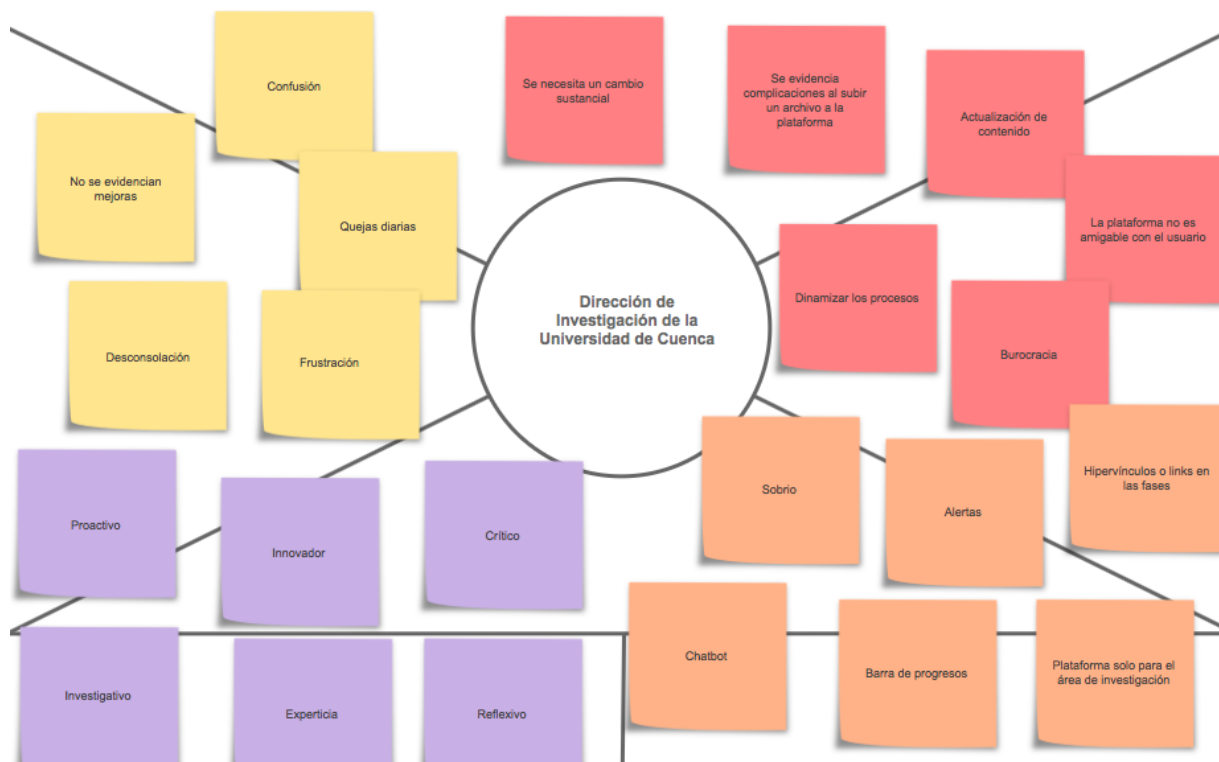 Confusión
No se evidencian
mejoras
Quejas diarias
Desconsolación
Frustración
Se necesita un cambio
sustancial
Se evidencia
complicaciones al subir
un archivo a la
plataforma
Actualización de
contenido
La plataforma no es
amigable con el usuario
Dinamizar los procesos
Burocracia
Dirección de
Investigación de la
Universidad de Cuenca
Proactivo
Innovador
Crítico
Investigativo
Experticia
Reflexivo
Sobrio
Alertas
Hipervínculos o links en
las fases
Chatbot
Barra de progresos
Plataforma solo para el
área de investigación